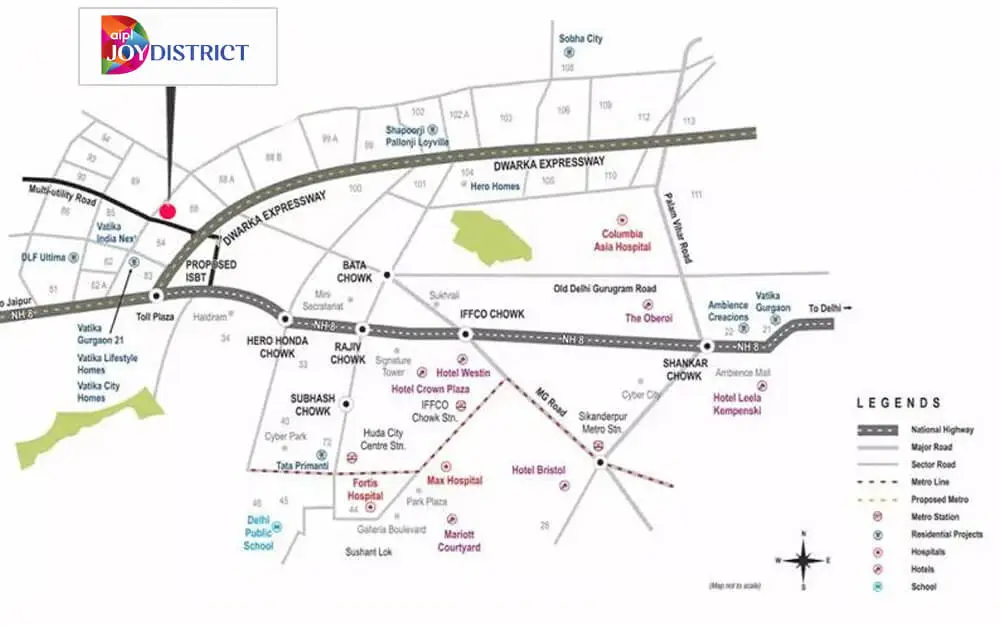 aipl
JOYDISTRICT
Sobha City
108
113
112
109
106
103
102 A
102
Shapoorji
Pallonji Loyville
99 A
99
88 B
88 A
94
93
90
89
Multi-utility Road
88
86
85
84
DWARKA EXPRESSWAY
DWARKA EXPRESSWAY
104
Hero Homes
101
100
105
110
111
Palam Vihar Road
Columbia
Asia Hospital
Vatika
India Nex
DLF Ultima
82
83
81
82 A
PROPOSED
ISBT
BATA
CHOWK
Mini
Secretariat
Sukhrali
Old Delhi Gurugram Road
The Oberoi
Ambience
Creacions
22
Vatika
Gurgaon
21
To Delhi
o Jaipur
NH 8
Toll Plaza
Haldiram
34
NH 8
HERO HONDA
CHOWK
33
RAJIV
CHOWK
IFFCO CHOWK
NH 8
NH 8
SHANKAR
CHOWK
Vatika
Gurgaon 21
Vatika Lifestyle
Homes
Vatika City
Homes
Signature
Tower
Hotel Westin
Hotel Crown Plaza
IFFCO
Chowk Stn.
SUBHASH
CHOWK
MG Road
Cyber City
Ambience Mall
Hotel Leela
Kempenski
Sikanderpur
Metro Stn.
40
Cyber Park
72
Tata Primanti
Huda City
Centre Stn.
Fortis
Hospital
44
Max Hospital
Hotel Bristol
Park Plaza
Galleria Boulevard
Mariott
Courtyard
Sushant Lok
46
45
Delhi
Public
School
28
N
W
E
S
(Map not to scale)
LEGENDS
National Highway
Major Road
Sector Road
Metro Line
Proposed Metro
Metro Station
Residential Projects
Hospitals
Hotels
School